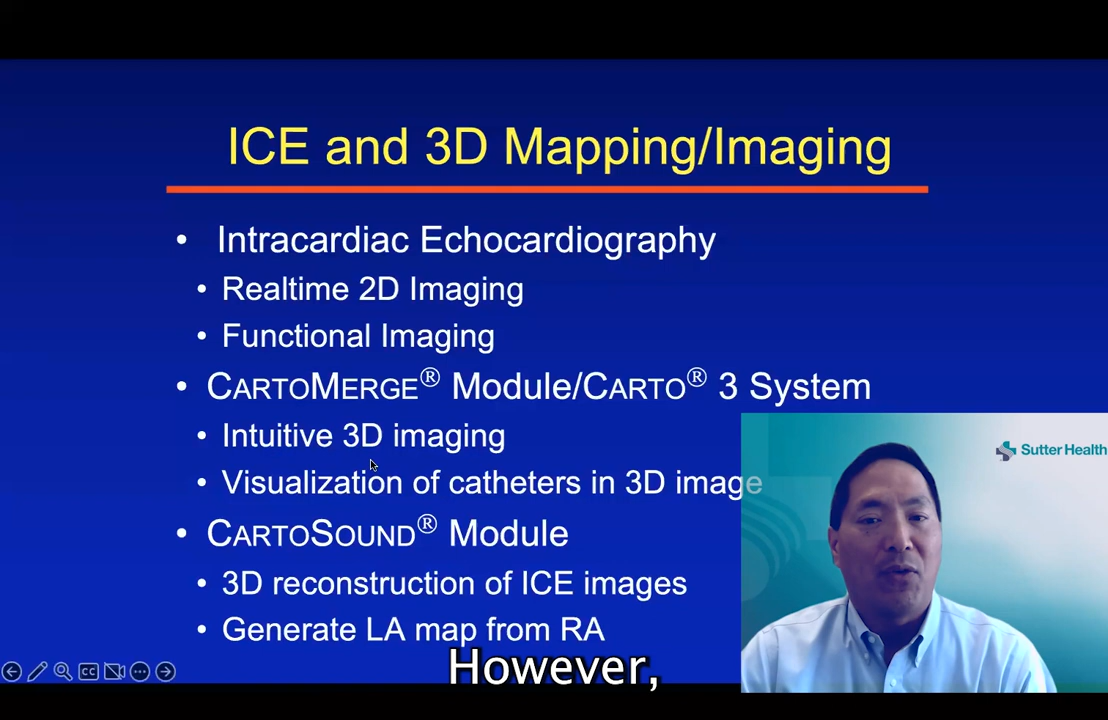 ICE and 3D Mapping/Imaging
• Intracardiac Echocardiography
• Realtime 2D Imaging
• Functional Imaging
• CARTOMERGE® Module/CARTO® 3 System
• Intuitive 3D imaging
• Visualization of catheters in 3D image
• CARTOSOUND® Module
• 3D reconstruction of ICE images
• Generate LA map from RA
Sutter Health
CC
However,